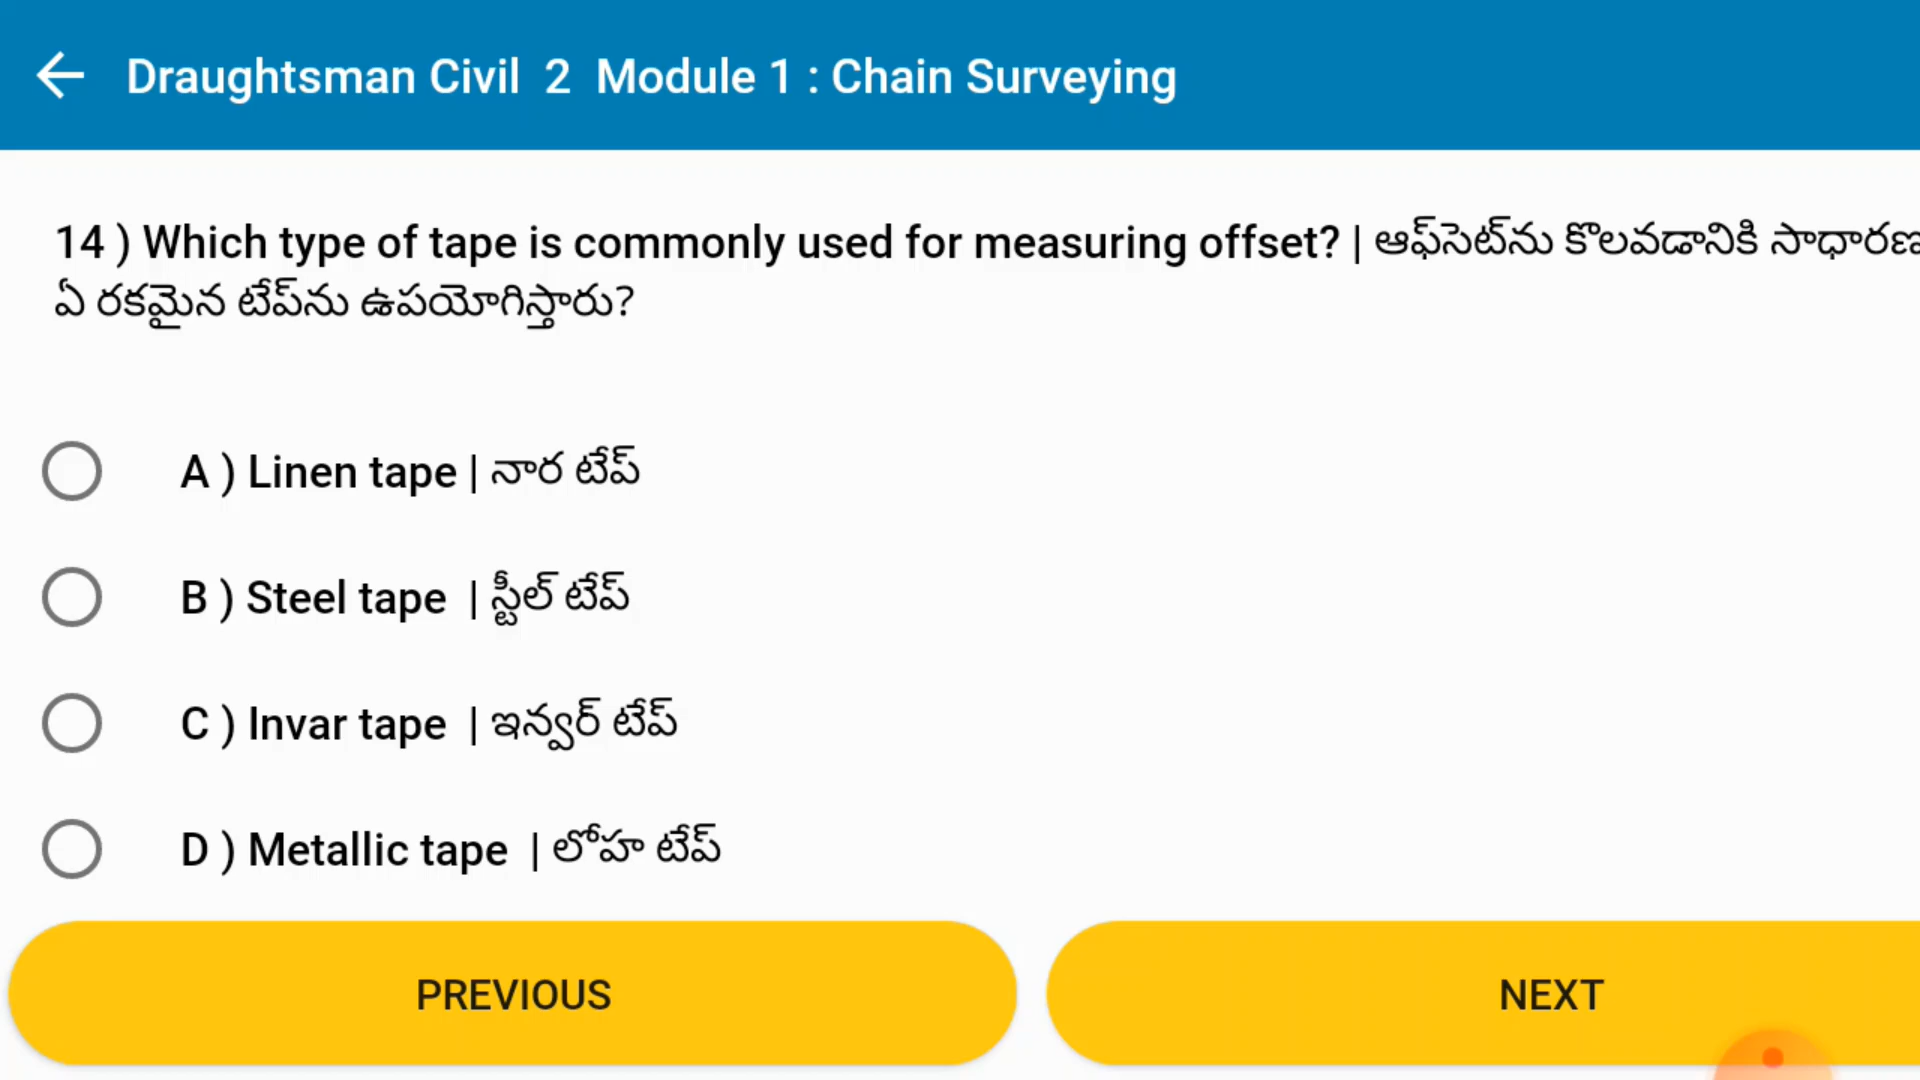 Draughtsman Civil 2 Module 1 : Chain Surveying
14 ) Which type of tape is commonly used for measuring offset? | ఆఫ్‌సెట్‌ను కొలవడానికి సాధారణ
ఏ రకమైన టేప్‌ను ఉపయోగిస్తారు?
A ) Linen tape | నార టేప్
B ) Steel tape | స్టీల్ టేప్
C ) Invar tape | ఇన్వర్ టేప్
D ) Metallic tape | లోహ టేప్
PREVIOUS
NEXT